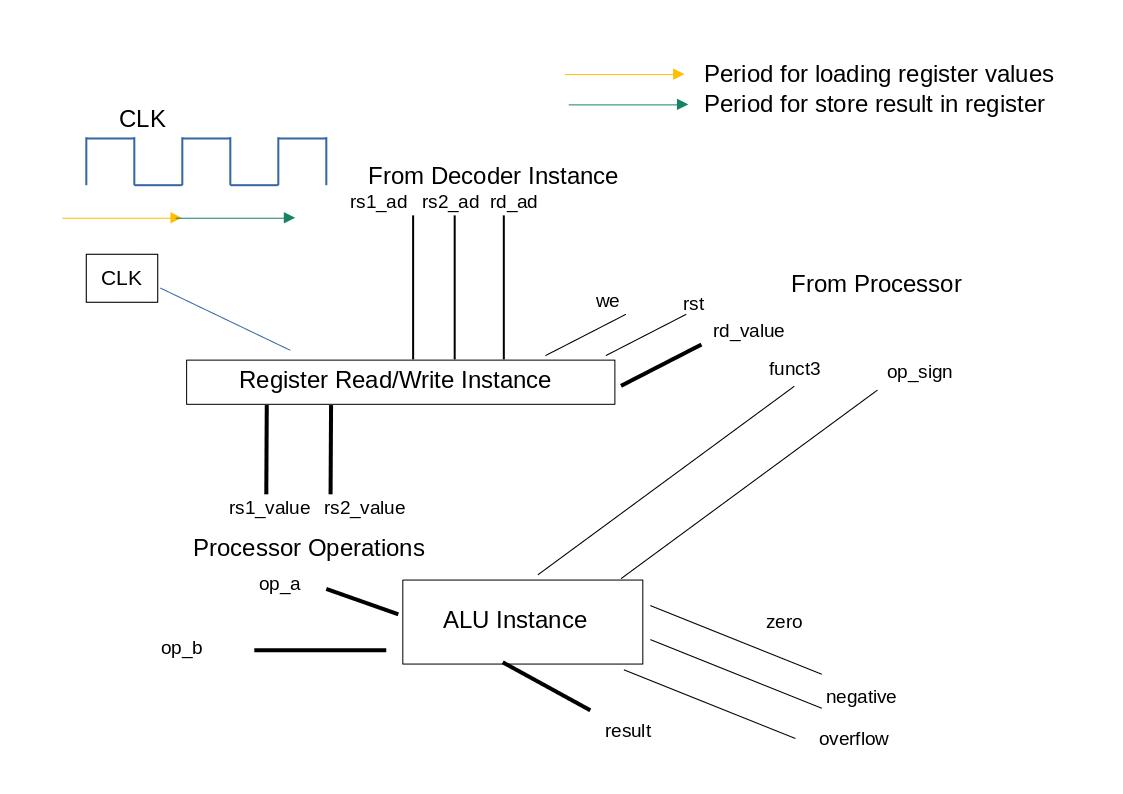 Period for loading register values
Period for store result in register
CLK
From Decoder Instance
rs1_ad rs2_ad rd_ad
CLK
From Processor
we
rst
rd_value
funct3
op_sign
Register Read/Write Instance
rs1_value rs2_value
Processor Operations
op_a
ALU Instance
zero
op_b
negative
result
overflow